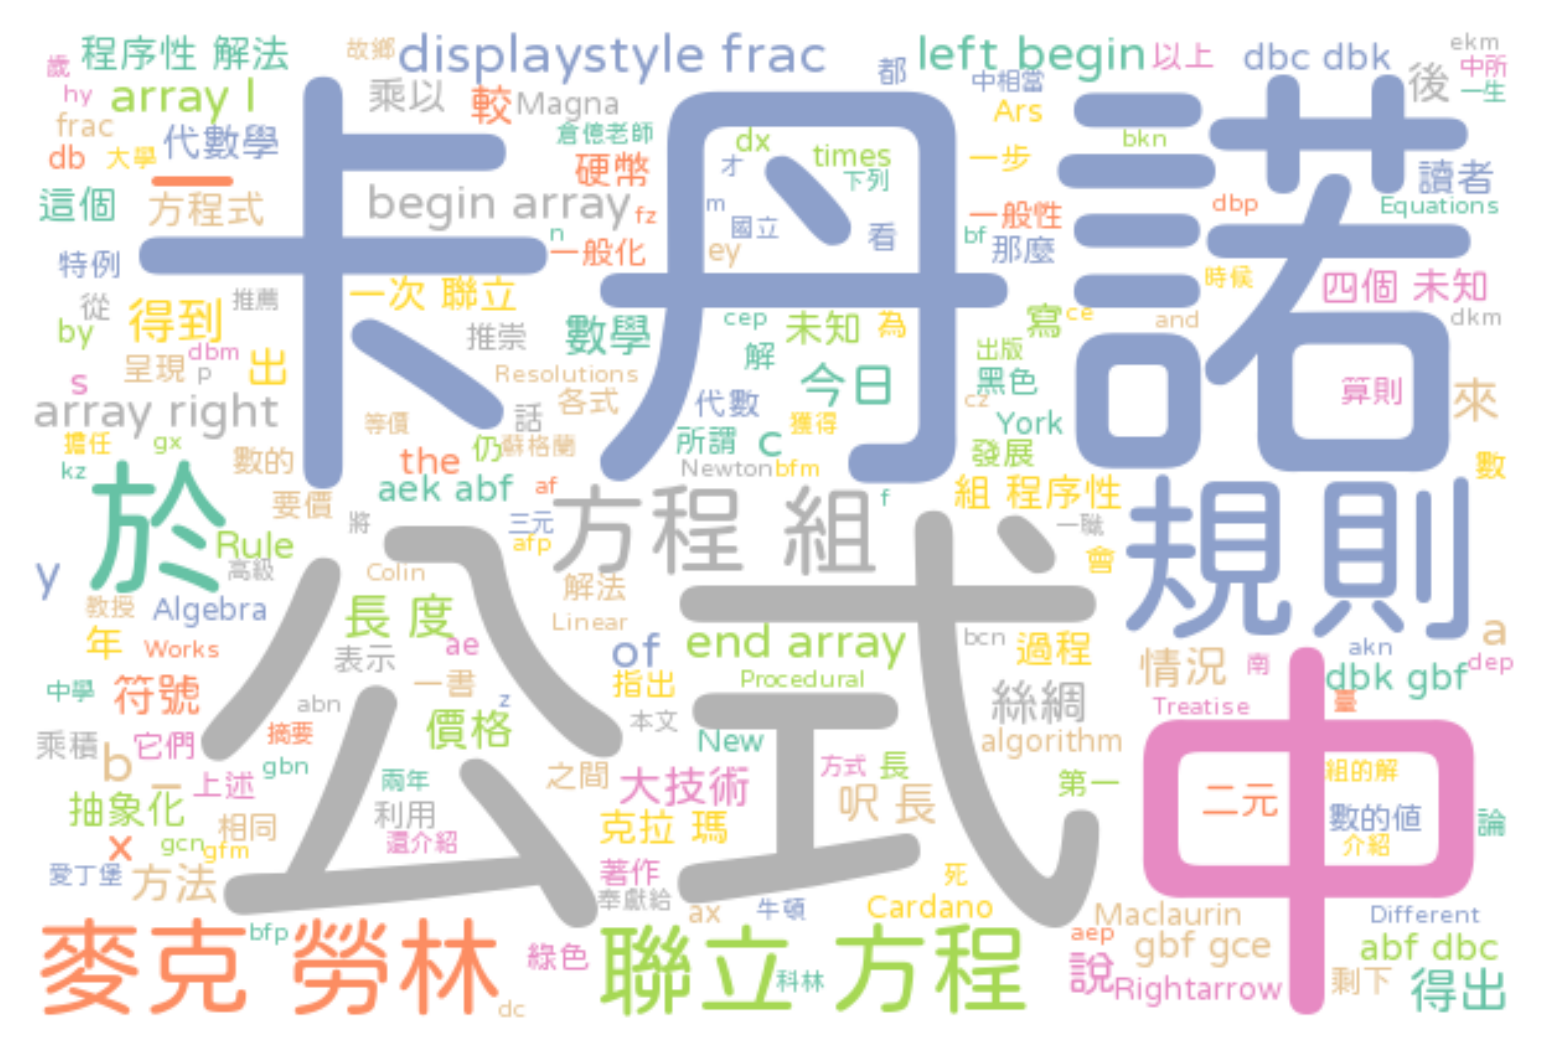 程序性 解法
故鄉
displaystyle frac
都
left begin
以上
dbc dbk
ekm
中所
歲
hy
array l
乘以
較
Magna
中相當
Ars
後
一生
frac
代數學
倉億老師
dx
times
bkn
db
大學
硬幣
才
下列
一步
讀者
一
卡丹諾
這個
方程式
begin array
fz
m
國立
看
一般性
dbp
Equations
n
一般化
ey
bf
那麼
特例
時候
四個 未知
從
推薦
一次 聯立
得到
by
推崇
數學
cep
未知
為
寫
ce
and
dkm
dbm
呈現
p
出
解
出版
s
Resolutions
今日
黑色
算則
array right
話
各式
代數
cz
來
等價
獲得
York
擔任
gx
仍
蘇格蘭
所謂
c
發展
kz
數的
the
Newton
bfm
數
要價
aek abf
af
方程 組
f
組 程序性
規則
於
將
三元
一職
Rule
afp
會
高級
y
Colin
解法
公式
教授
Algebra
長 度
Linear
a
年
Works
ae
of
end array
bcn
過程
akn
表示
情況
南
dep
中學
符號
一書
指出
Procedural
dbk gbf
abn
z
絲綢
Treatise
臺
中
乘積
它們
摘要
價格
本文
New
algorithm
b
gbn
之間
方式
長
組的解
一
上述
兩年
大技術
第一
抽象化
利用
呎 長
二元
相同
克拉 瑪
數的值
論
x
gcn
gfm
還介紹
介紹
愛丁堡
方法
著作
死
奉獻給
ax
牛頓
Cardano
Maclaurin
Different
麥克 勞林
bfp
聯立 方程
aep
gbf gce
abf dbc
綠色
科林
說
Rightarrow
剩下
得出
dc